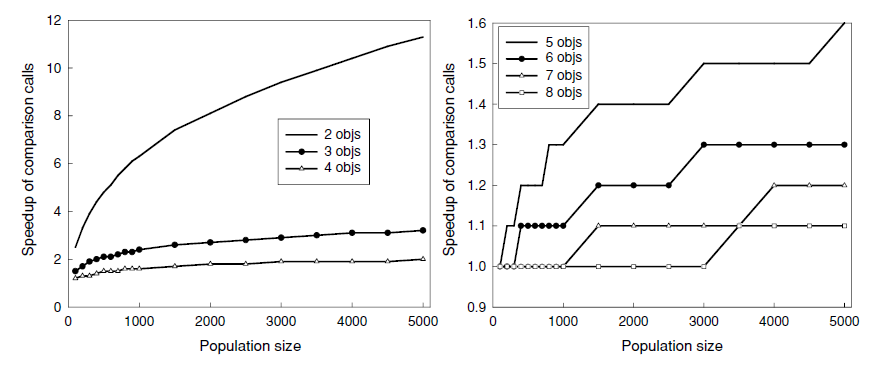 12
10
8
6
4
2
0
Speedup of comparison calls
2 objs
3 objs
4 objs
0 1000 2000 3000 4000 5000
Population size
1.6
1.5
1.4
1.3
1.2
1.1
1.0
0.9
Speedup of comparison calls
5 objs
6 objs
7 objs
8 objs
0 1000 2000 3000 4000 5000
Population size